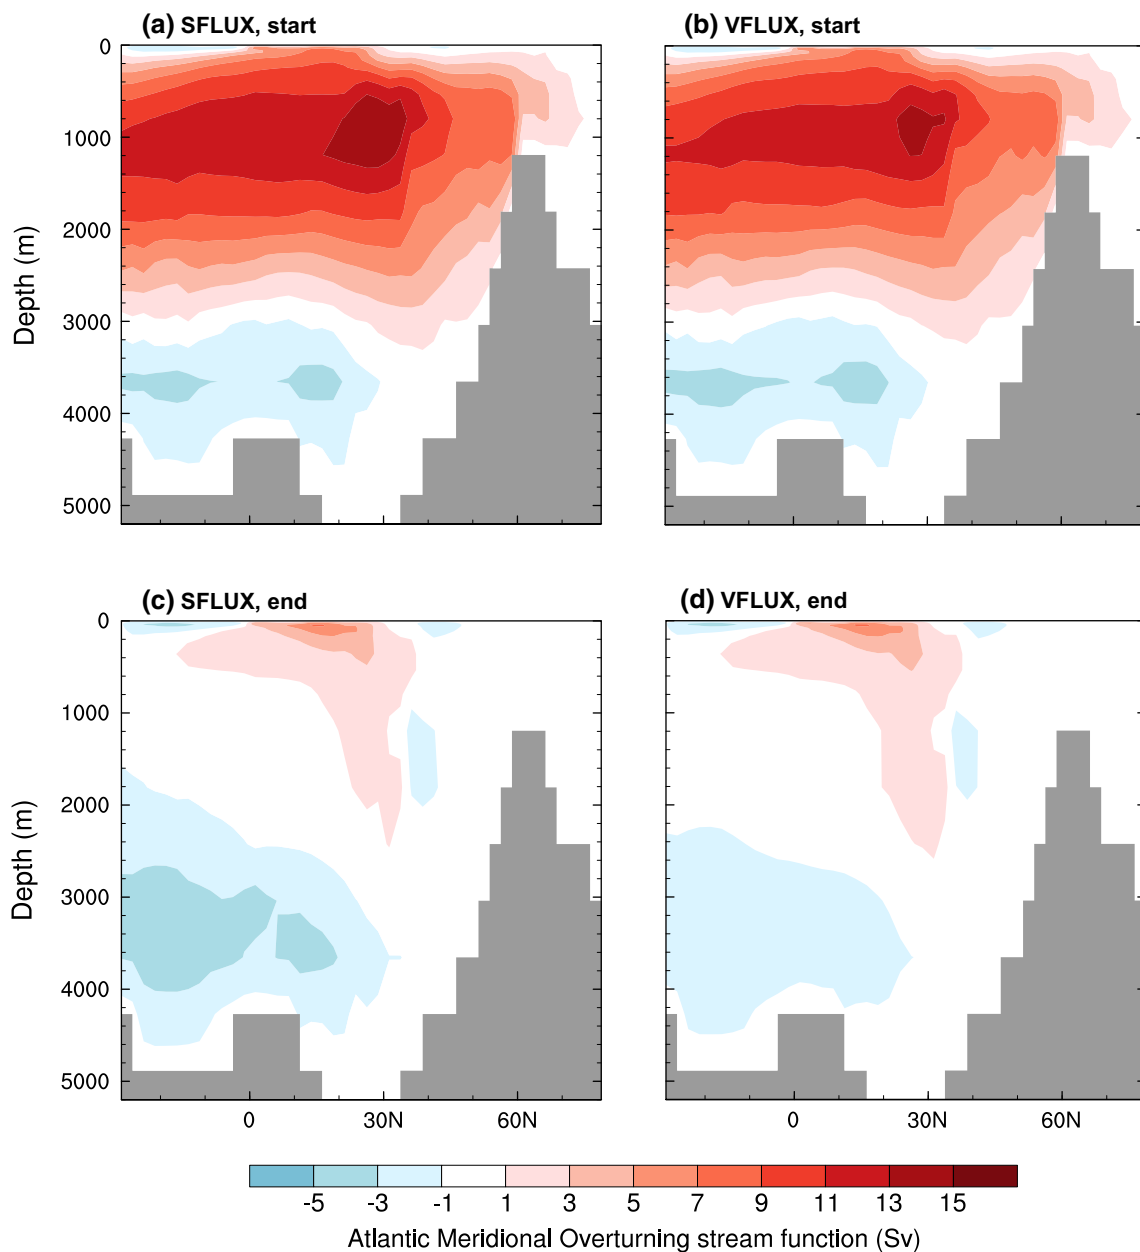 (a) SFLUX, start
(b) VFLUX, start
0
1000
2000
3000
4000
5000
Depth (m)
(c) SFLUX, end
(d) VFLUX, end
0
1000
2000
3000
4000
5000
Depth (m)
0 30N 60N
0 30N 60N
-5 -3 -1 1 3 5 7 9 11 13 15
Atlantic Meridional Overturning stream function (Sv)